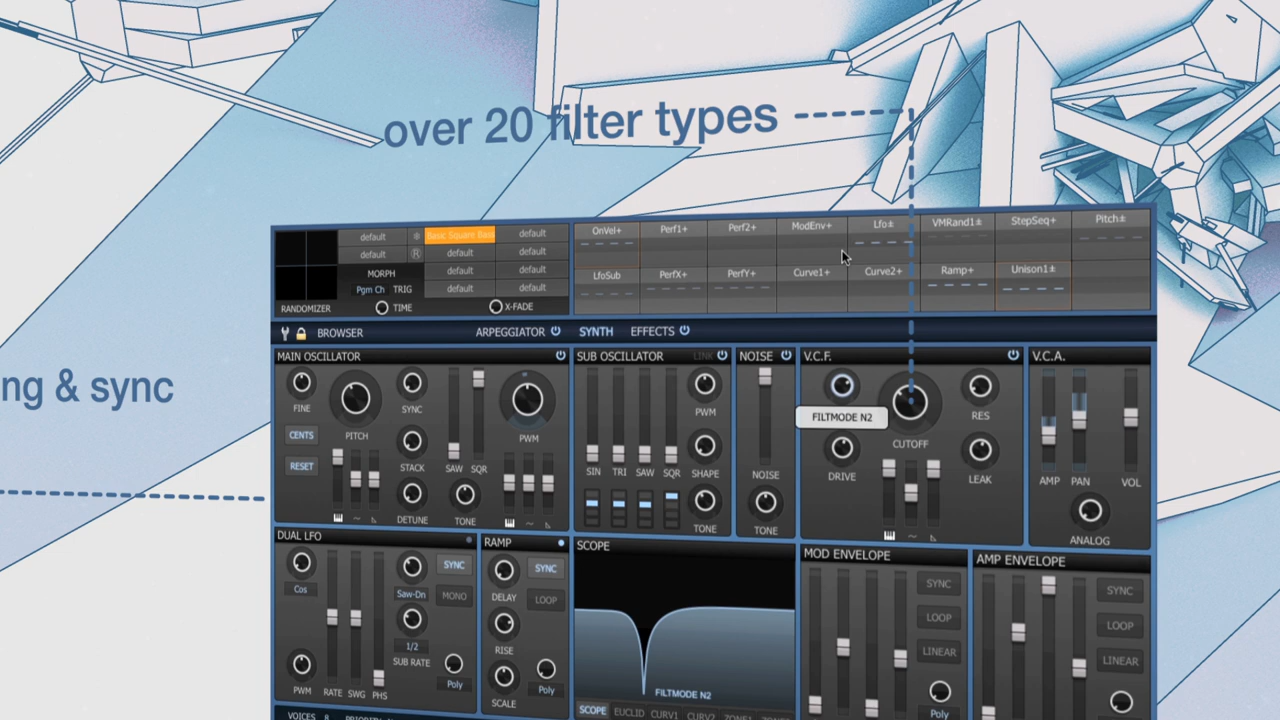 over 20 filter types
ng & sync
default
Basic Square Bass
default
default
R
default
default
MORPH
default
default
Pgm Ch
TRIG
default
default
RANDOMIZER
TIME
X-FADE
OnVel+
Perf1+
Perf2+
ModEnv+
Lfo±
VMRand1±
StepSeq+
Pitch±
LfoSub
PerfX+
PerfY+
Curve1+
Curve2+
Ramp+
Unison1±
BROWSER
ARPEGGIATOR
SYNTH
EFFECTS
MAIN OSCILLATOR
FINE
PITCH
SYNC
CENTS
RESET
STACK
SAW
SQR
PWM
DETUNE
TONE
SUB OSCILLATOR
LINK
PWM
SIN
TRI
SAW
SQR
SHAPE
TONE
NOISE
NOISE
TONE
V.C.F.
FILTMODE N2
CUTOFF
RES
DRIVE
LEAK
V.C.A.
AMP
PAN
VOL
ANALOG
DUAL LFO
Cos
Saw-Dn
SYNC
MONO
1/2
SUB RATE
PWM
RATE
SWG
PHS
Poly
RAMP
SYNC
DELAY
LOOP
RISE
SCALE
Poly
SCOPE
FILTMODE N2
SCOPE
EUCLID
CURV1
CURV2
MOD ENVELOPE
SYNC
LOOP
LINEAR
Poly
AMP ENVELOPE
SYNC
LOOP
LINEAR
VOICES
8